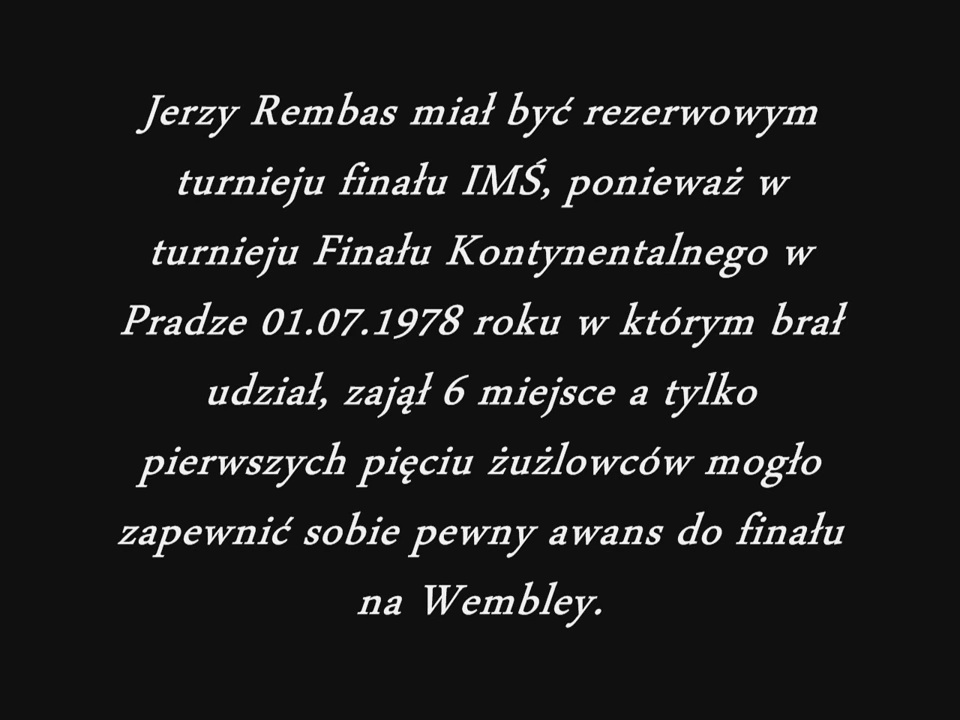 Jerzy Rembas miał być rezerwowym
turnieju finału IMŚ, ponieważ w
turnieju Finału Kontynentalnego w
Pradze 01.07.1978 roku w którym brał
udział, zajął 6 miejsce a tylko
pierwszych pięciu żużlowców mogło
zapewnić sobie pewny awans do finału
na Wembley.